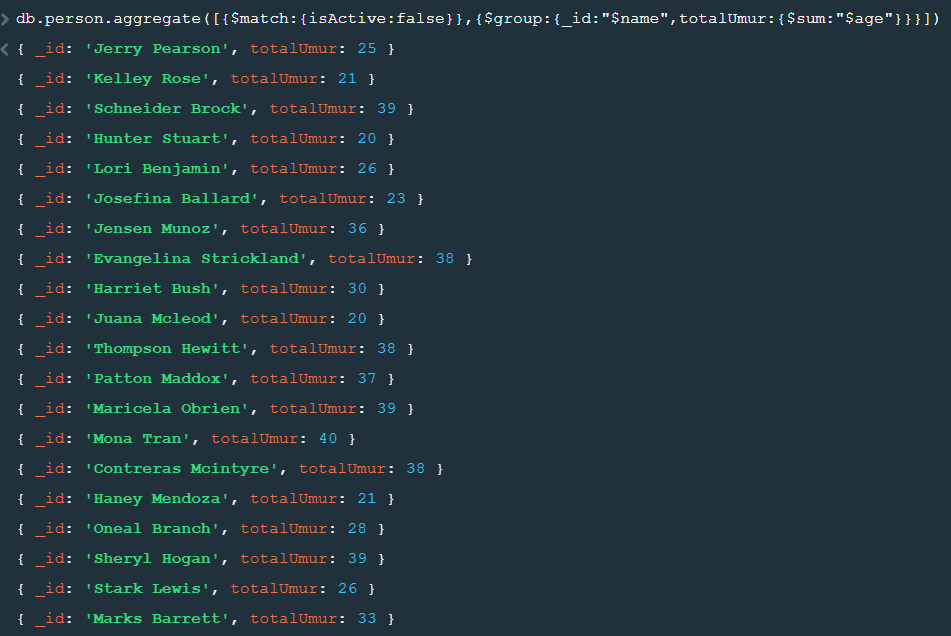 > db.person.aggregate([{$match:{isActive:false}},{$group:{_id:"$name",totalUmur:{$sum:"$age"}}}])
< { _id: 'Jerry Pearson', totalUmur: 25 }
{ _id: 'Kelley Rose', totalUmur: 21 }
{ _id: 'Schneider Brock', totalUmur: 39 }
{ _id: 'Hunter Stuart', totalUmur: 20 }
{ _id: 'Lori Benjamin', totalUmur: 26 }
{ _id: 'Josefina Ballard', totalUmur: 23 }
{ _id: 'Jensen Munoz', totalUmur: 36 }
{ _id: 'Evangelina Strickland', totalUmur: 38 }
{ _id: 'Harriet Bush', totalUmur: 30 }
{ _id: 'Juana Mcleod', totalUmur: 20 }
{ _id: 'Thompson Hewitt', totalUmur: 38 }
{ _id: 'Patton Maddox', totalUmur: 37 }
{ _id: 'Maricela Obrien', totalUmur: 39 }
{ _id: 'Mona Tran', totalUmur: 40 }
{ _id: 'Contreras Mcintyre', totalUmur: 38 }
{ _id: 'Haney Mendoza', totalUmur: 21 }
{ _id: 'Oneal Branch', totalUmur: 28 }
{ _id: 'Sheryl Hogan', totalUmur: 39 }
{ _id: 'Stark Lewis', totalUmur: 26 }
{ _id: 'Marks Barrett', totalUmur: 33 }